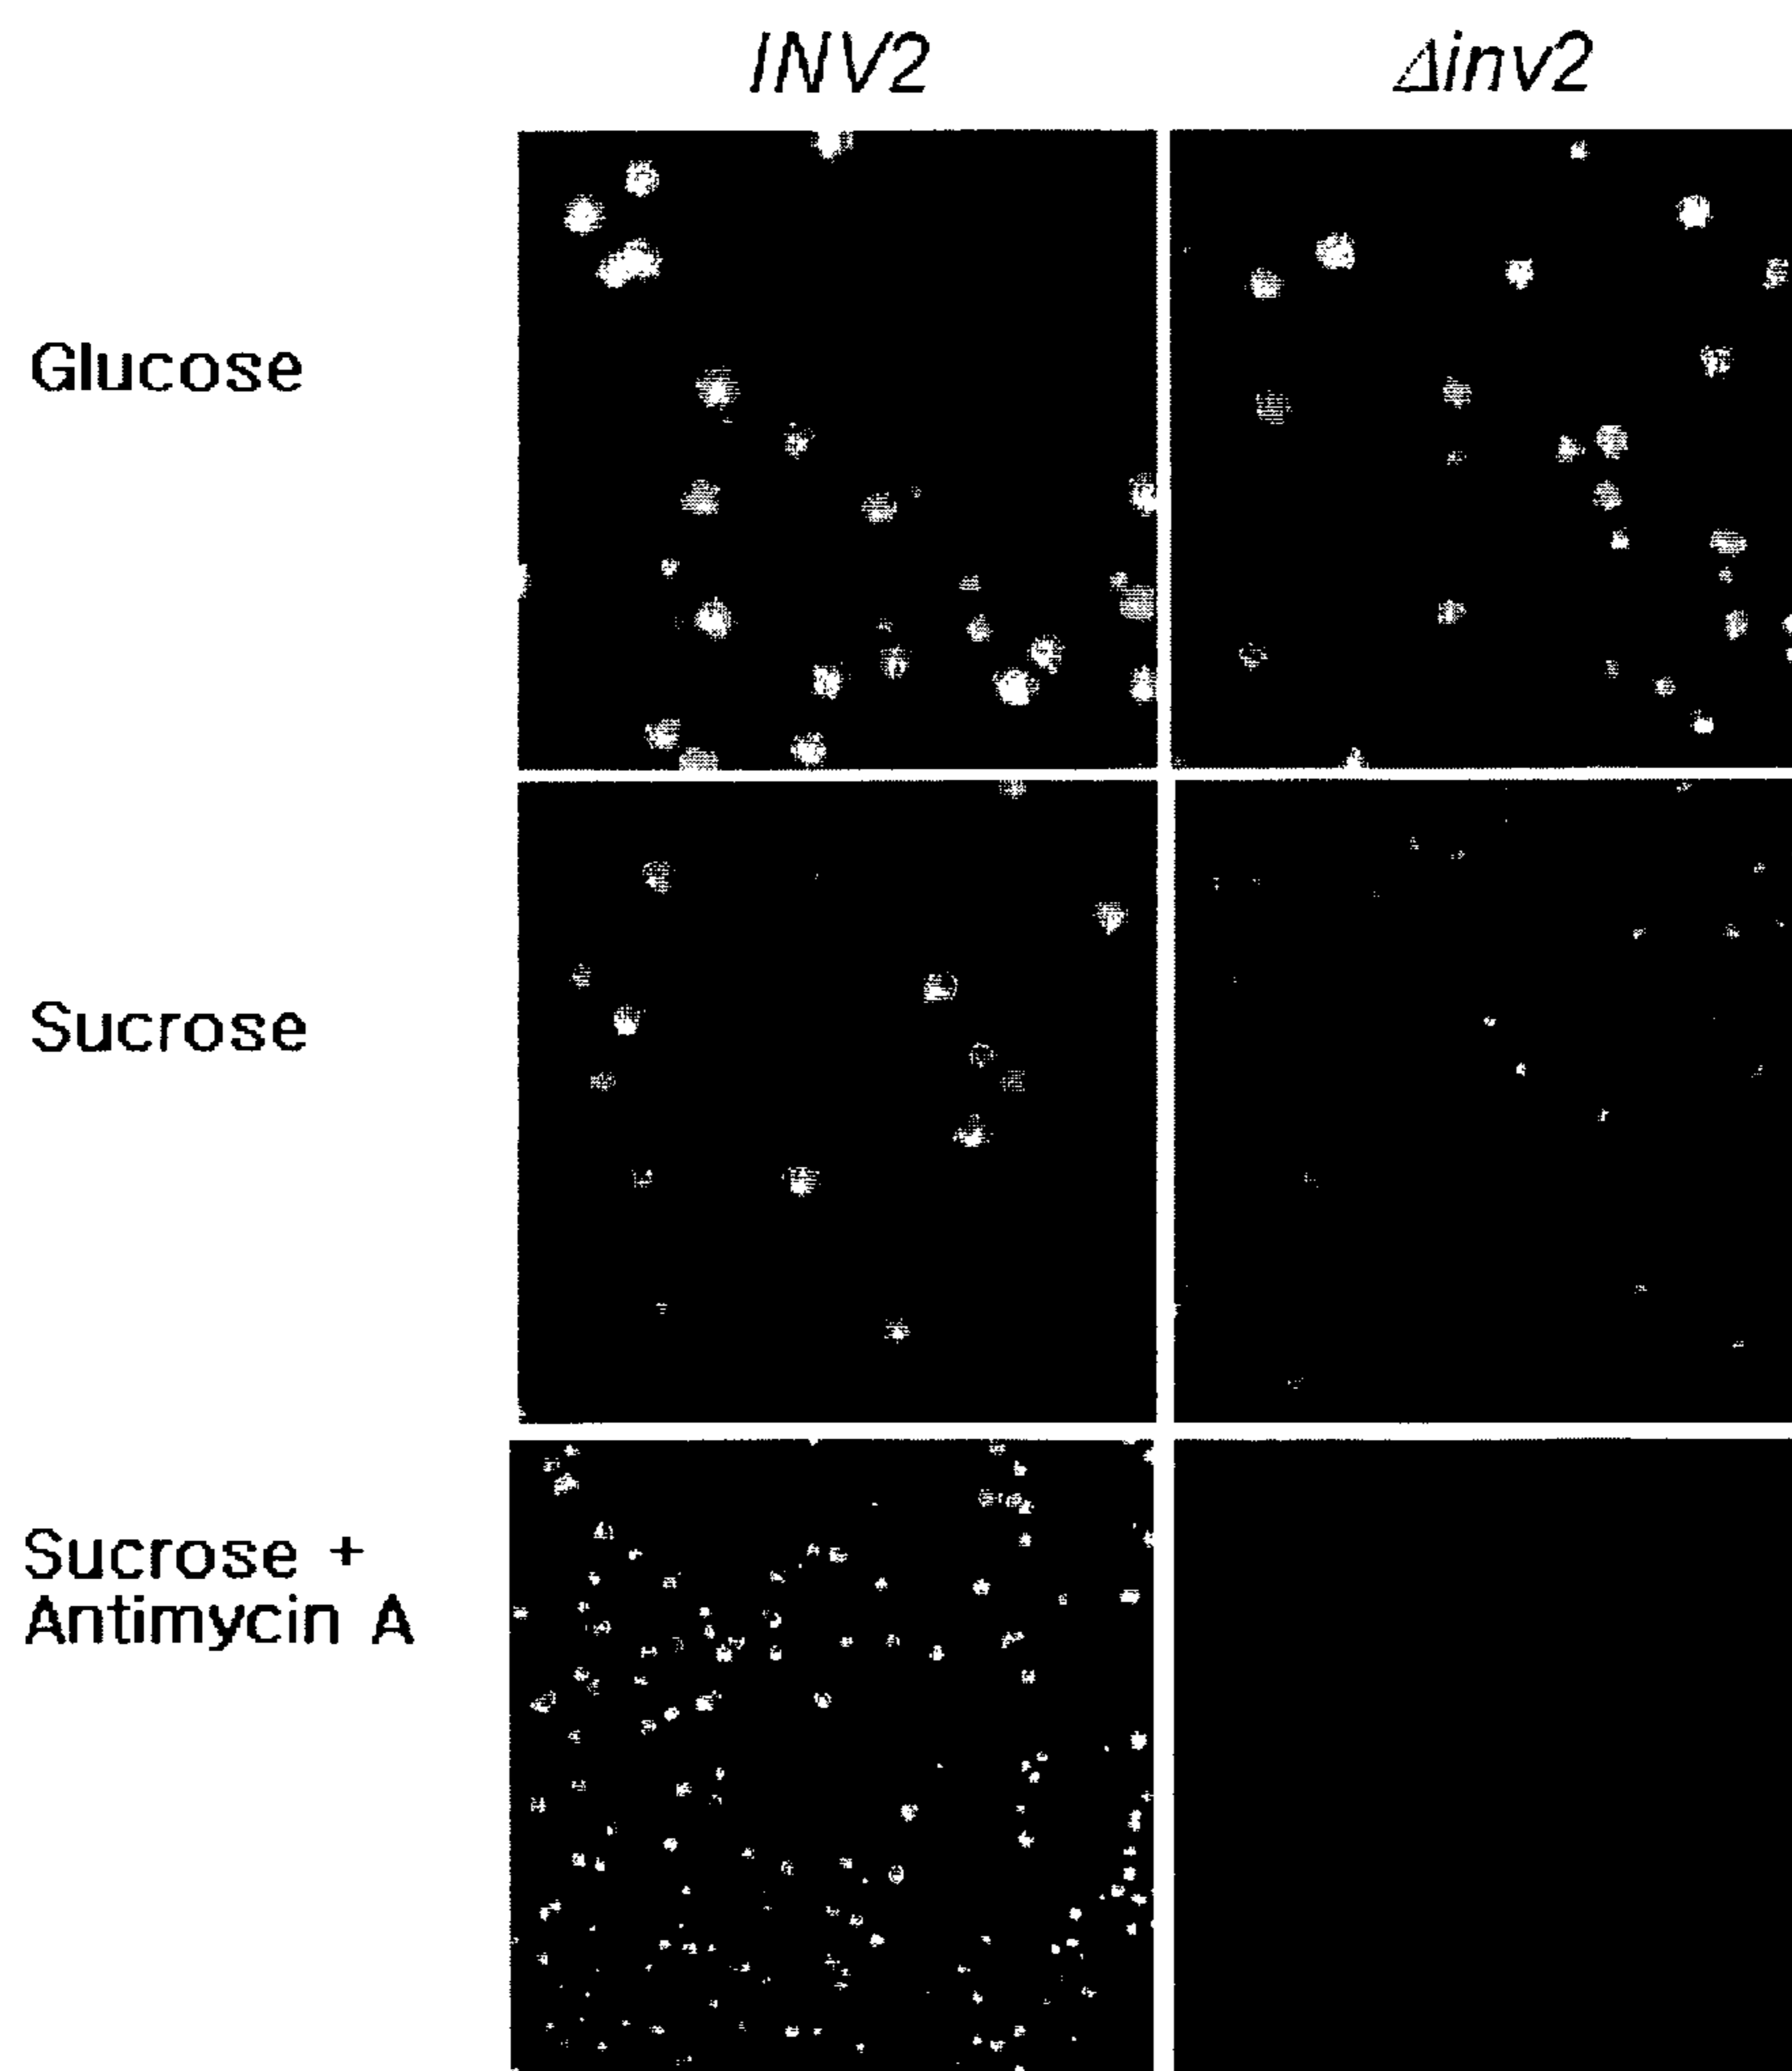 INV2 Δinv2
Glucose
Sucrose
Sucrose +
Antimycin A